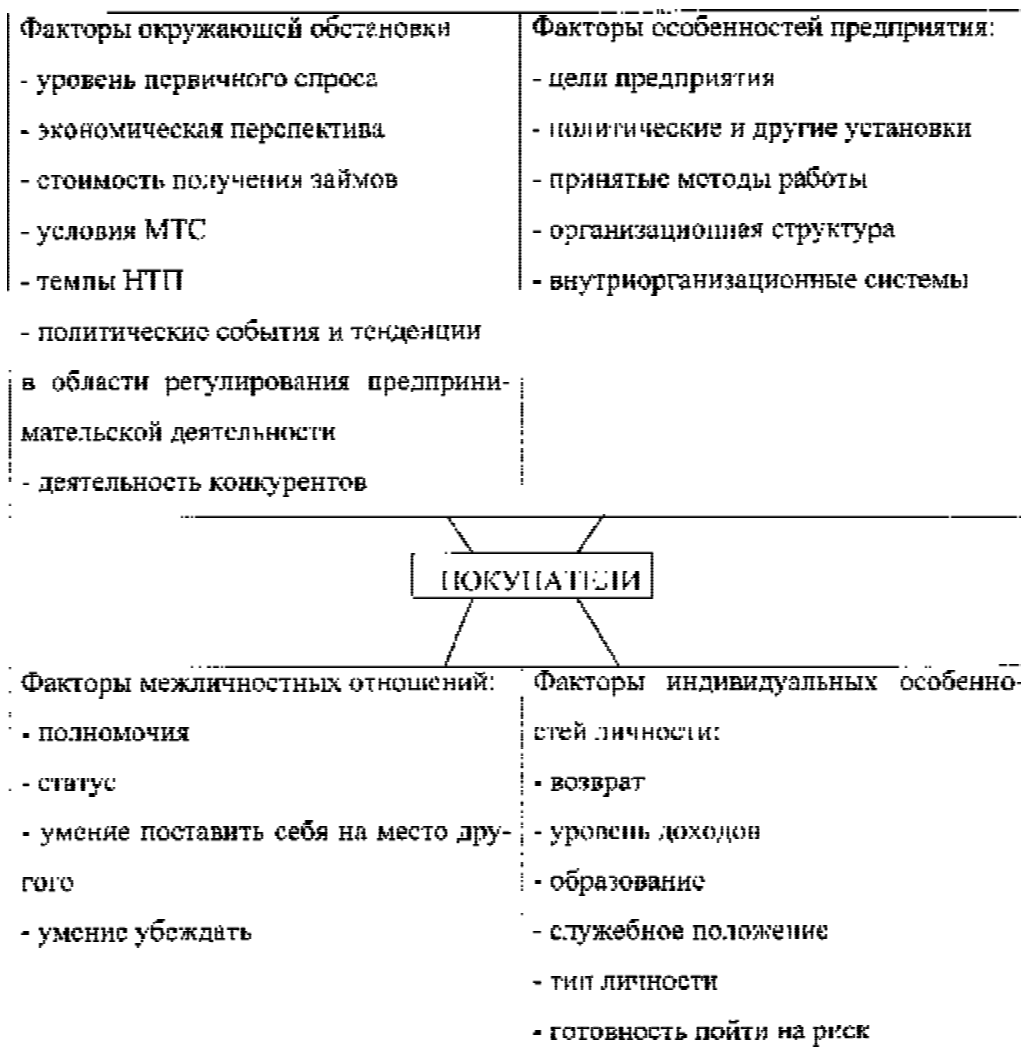 Факторы окружающей обстановки
- уровень первичного спроса
- экономическая перспектива
- стоимость получения займов
- условия МТС
- темпы НТП
- политические события и тенденции
в области регулирования предприни-
мательской деятельности
- деятельность конкурентов
Факторы особенностей предприятия:
- цели предприятия
- политические и другие установки
- принятые методы работы
- организационная структура
- внутриорганизационные системы
ПОКУПАТЕЛИ
Факторы межличностных отношений:
- полномочия
- статус
- умение поставить себя на место дру-
гого
- умение убеждать
Факторы индивидуальных особенно-
стей личности:
- возврат
- уровень доходов
- образование
- служебное положение
- тип личности
- готовность пойти на риск